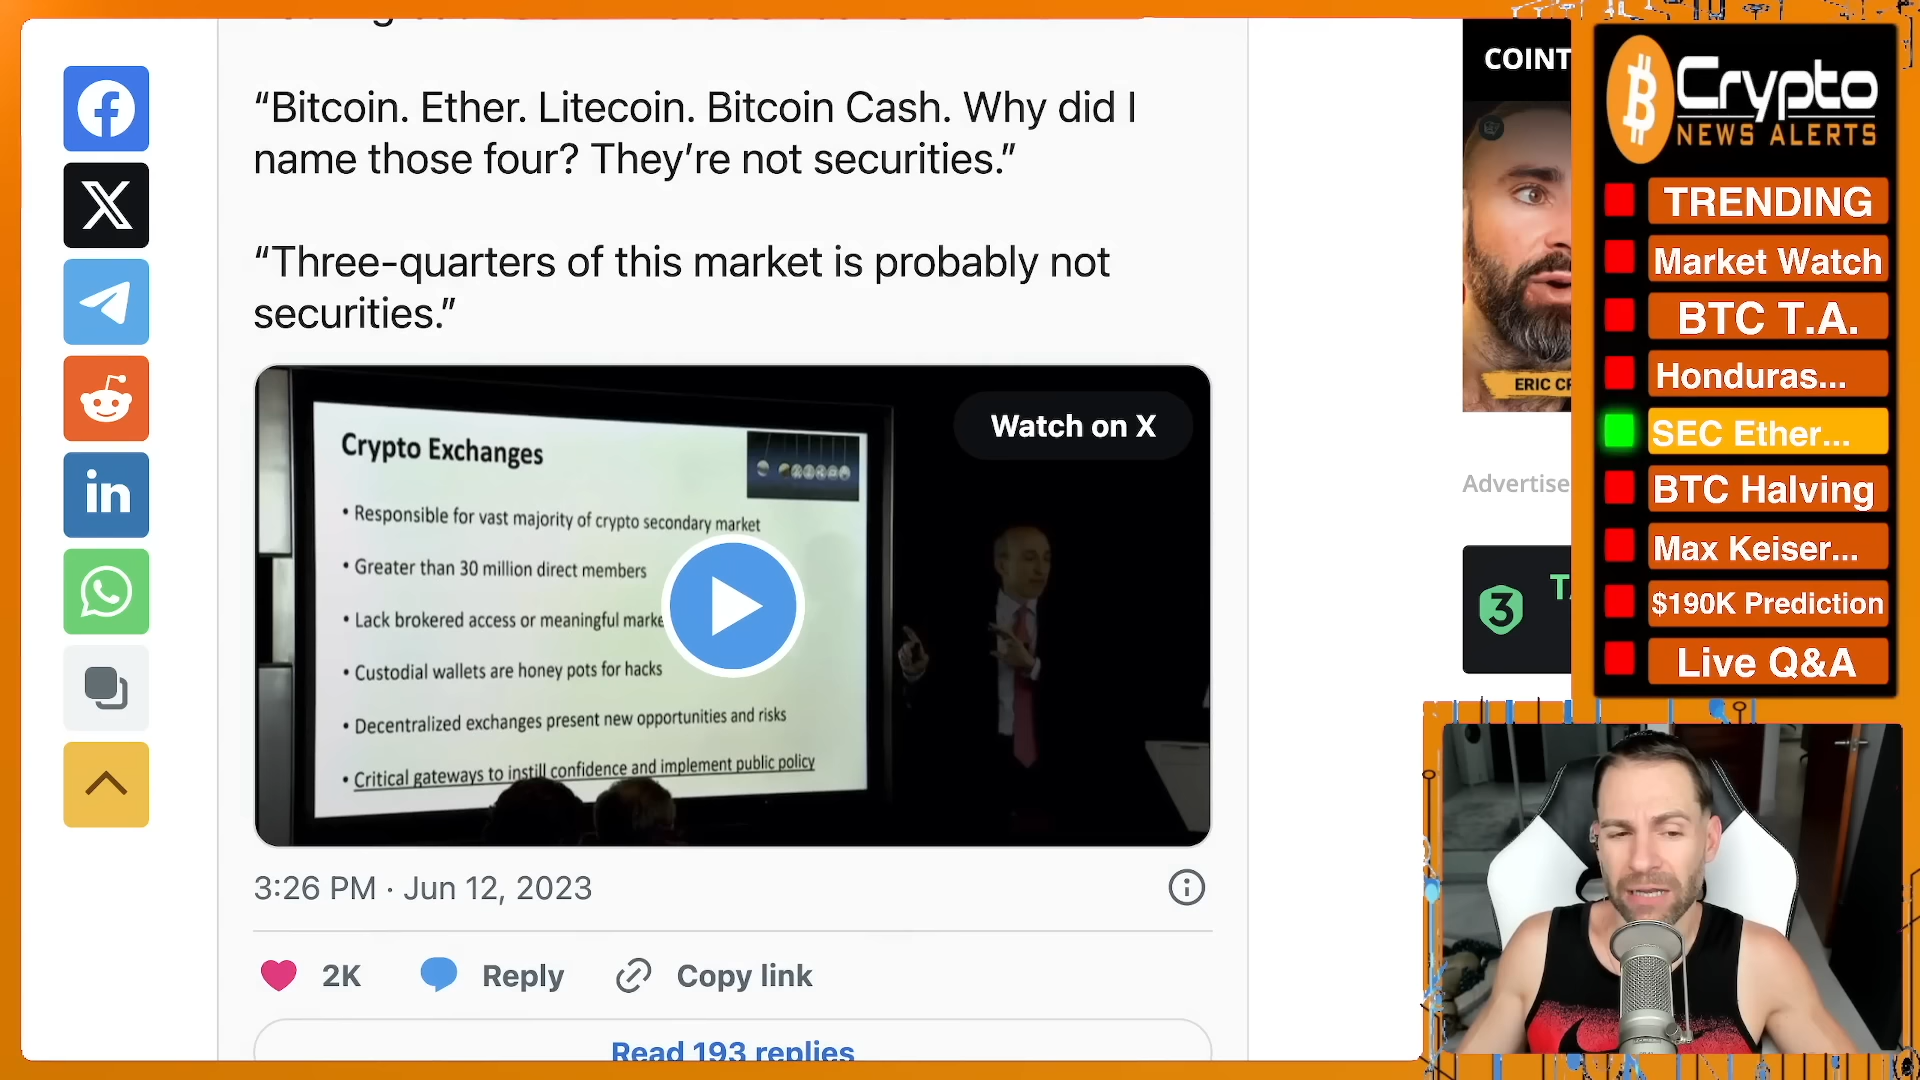 “Bitcoin. Ether. Litecoin. Bitcoin Cash. Why did I
name those four? They’re not securities.”
“Three-quarters of this market is probably not
securities.”
Watch on X
Crypto Exchanges
• Responsible for vast majority of crypto secondary market
• Greater than 30 million direct members
• Lack brokered access or meaningful marke
• Custodial wallets are honey pots for hacks
• Decentralized exchanges present new opportunities and risks
• Critical gateways to instill confidence and implement public policy
3:26 PM · Jun 12, 2023
2K
Reply
Copy link
Read 193 replies
COINT
ERIC CR
Advertise
Crypto
NEWS ALERTS
TRENDING
Market Watch
BTC T.A.
Honduras...
SEC Ether...
BTC Halving
Max Keiser...
$190K Prediction
Live Q&A